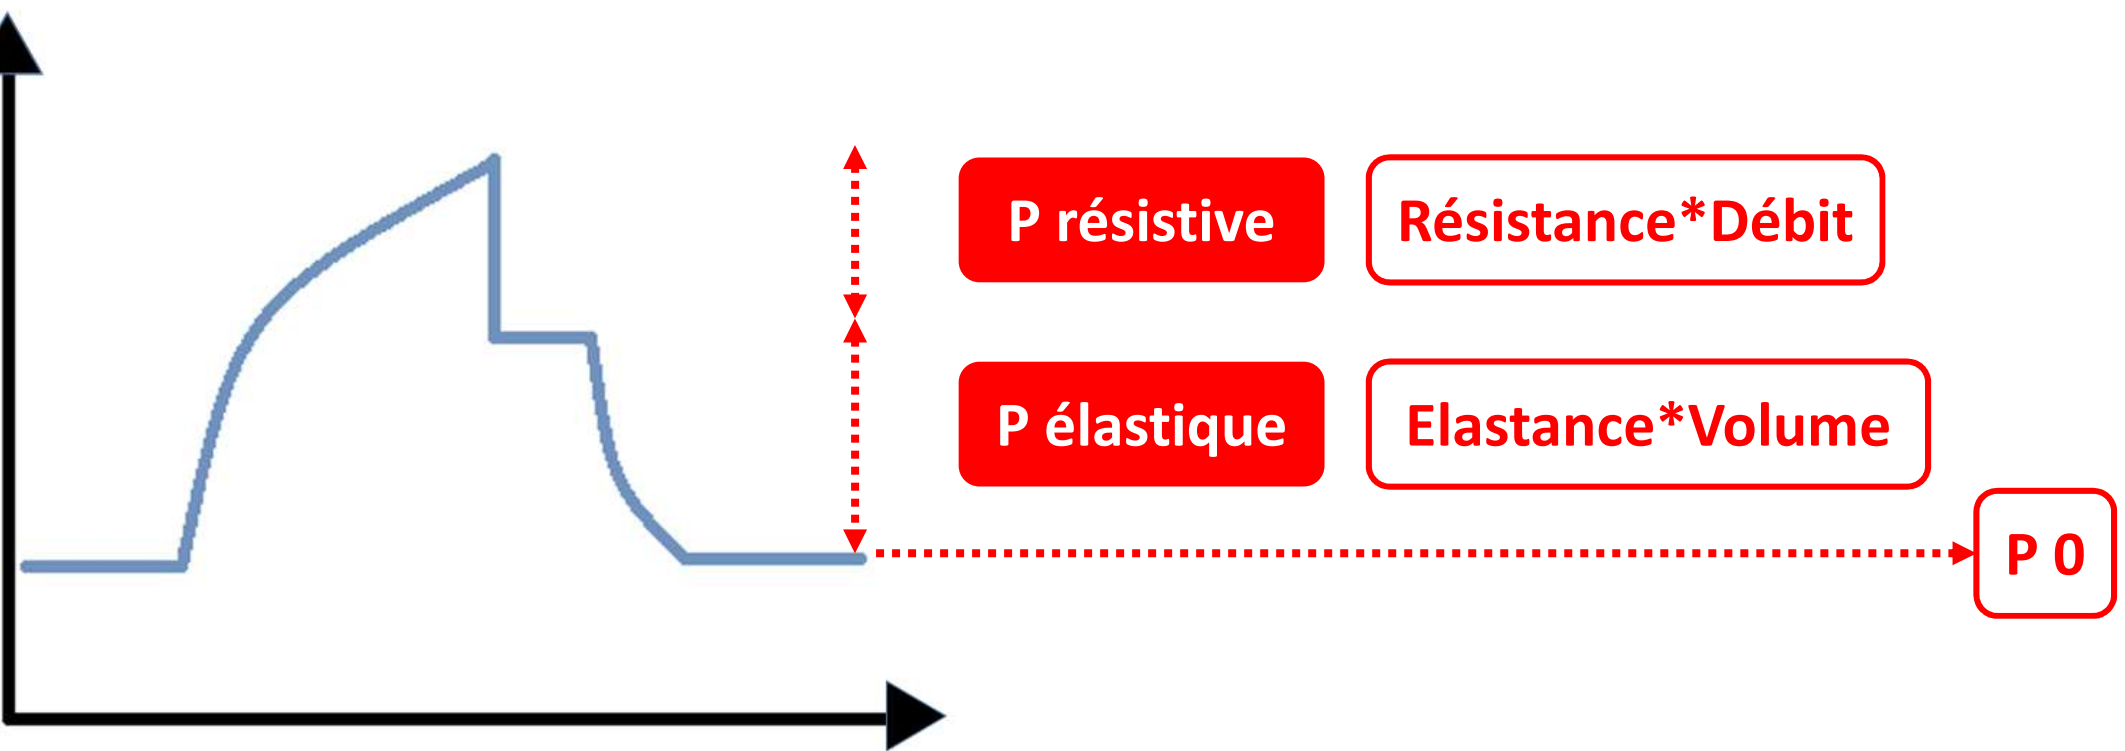 P résistive
Résistance*Débit
P élastique
Elastance*Volume
P 0